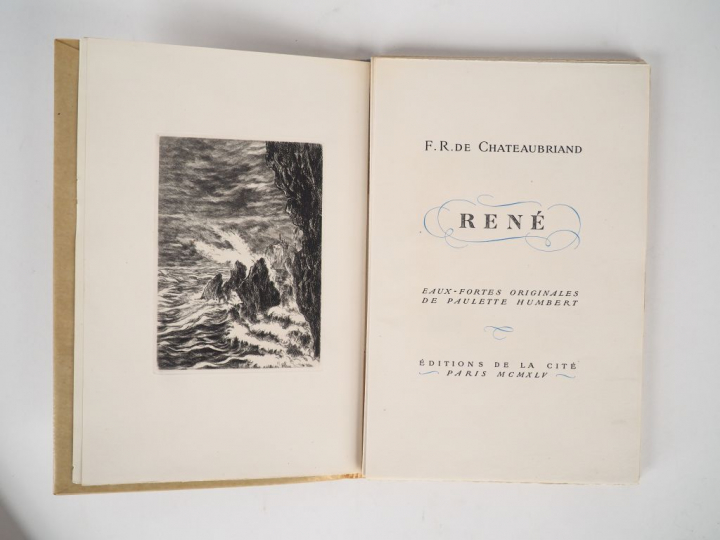 F. R. DE CHATEAUBRIAND
RENÉ
EAUX-FORTES ORIGINALES
DE PAULETTE HUMBERT
ÉDITIONS DE LA CITÉ
PARIS MCMXLV